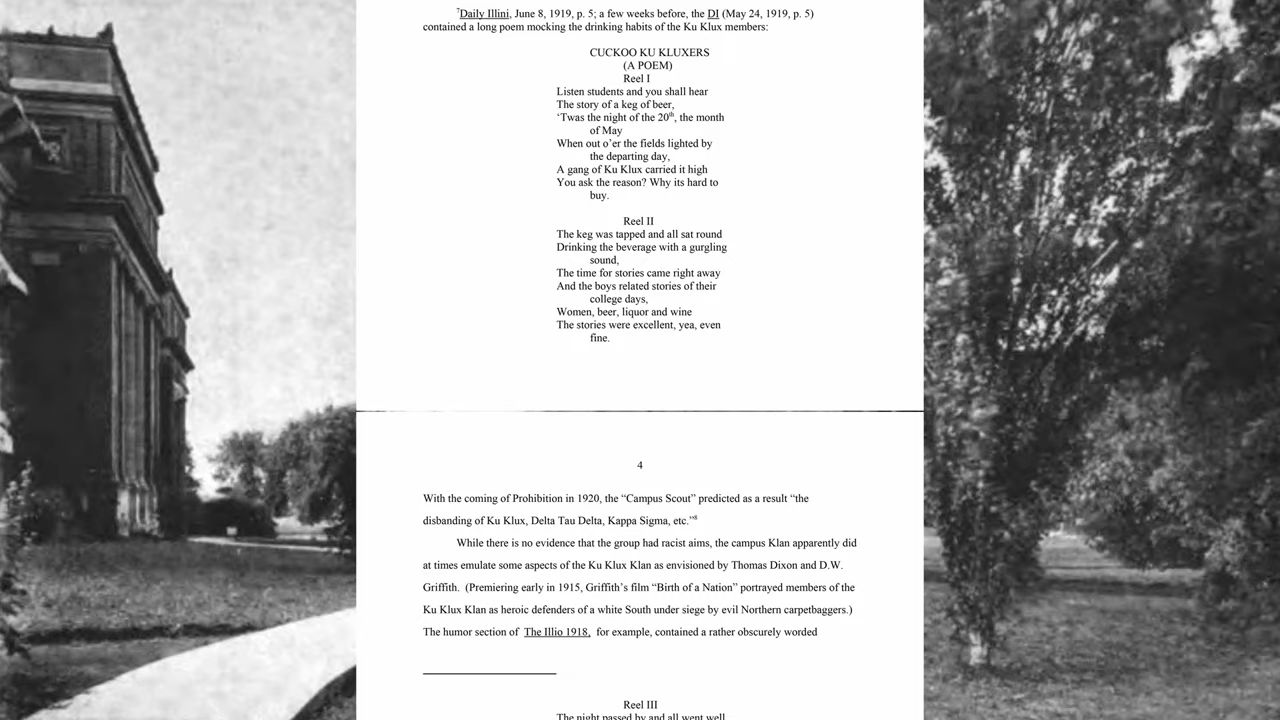 ⁷Daily Illini, June 8, 1919, p. 5; a few weeks before, the DI (May 24, 1919, p. 5)
contained a long poem mocking the drinking habits of the Ku Klux members:
CUCKOO KU KLUXERS
(A POEM)
Reel I
Listen students and you shall hear
The story of a keg of beer,
‘Twas the night of the 20th, the month
of May
When out o’er the fields lighted by
the departing day,
A gang of Ku Klux carried it high
You ask the reason? Why its hard to
buy.
Reel II
The keg was tapped and all sat round
Drinking the beverage with a gurgling
sound,
The time for stories came right away
And the boys related stories of their
college days,
Women, beer, liquor and wine
The stories were excellent, yea, even
fine.
4
With the coming of Prohibition in 1920, the “Campus Scout” predicted as a result “the
disbanding of Ku Klux, Delta Tau Delta, Kappa Sigma, etc.”⁸
While there is no evidence that the group had racist aims, the campus Klan apparently did
at times emulate some aspects of the Ku Klux Klan as envisioned by Thomas Dixon and D.W.
Griffith. (Premiering early in 1915, Griffith’s film “Birth of a Nation” portrayed members of the
Ku Klux Klan as heroic defenders of a white South under siege by evil Northern carpetbaggers.)
The humor section of The Illio 1918, for example, contained a rather obscurely worded
Reel III
The night passed by and all went well